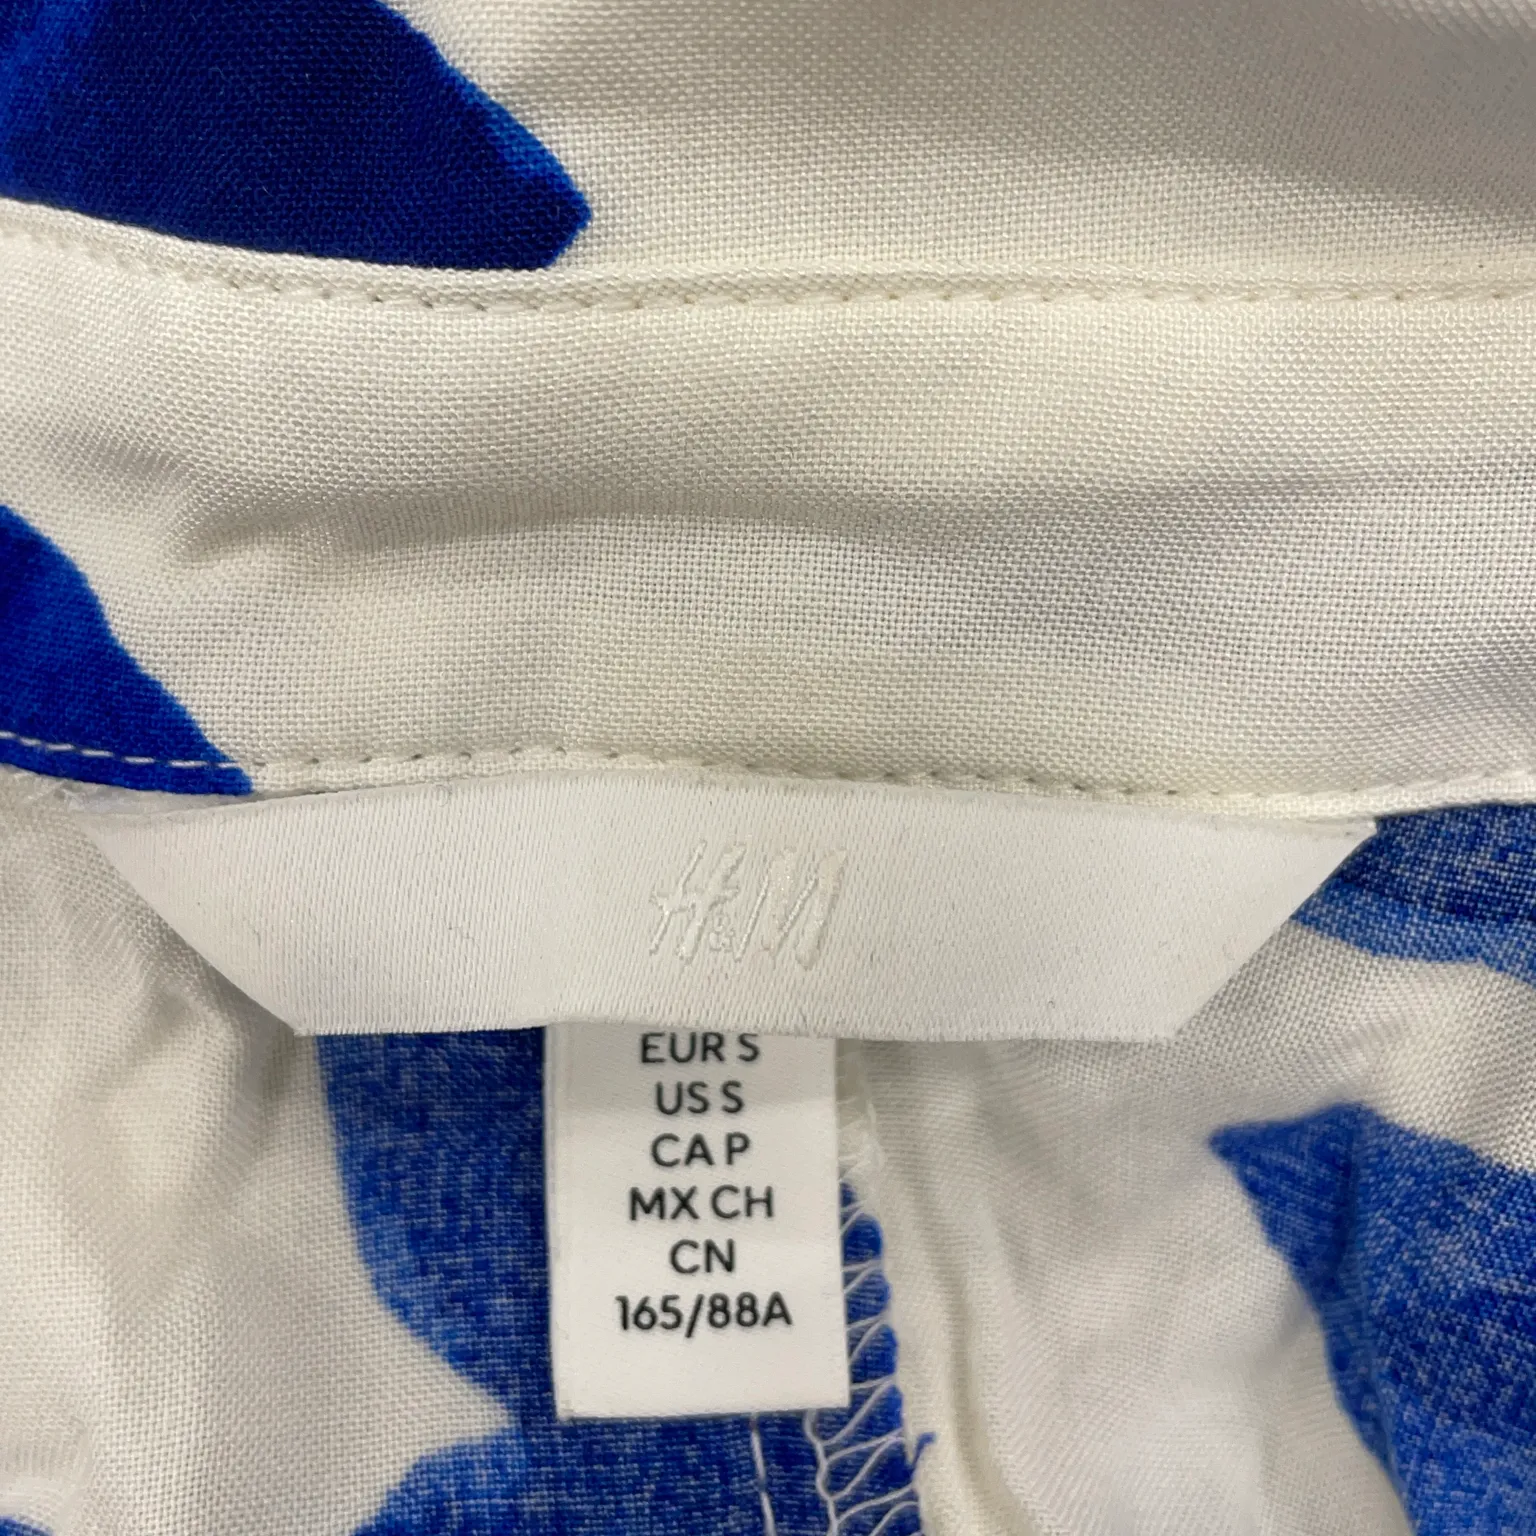 H&M
EUR S
US S
CA P
MX CH
CN
165/88A